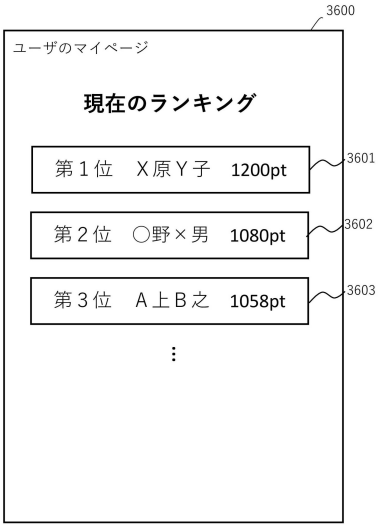 3600
ユーザのマイページ
現在のランキング
第１位　Ｘ原Ｙ子　1200pt
3601
第２位　〇野×男　1080pt
3602
第３位　Ａ上Ｂ之　1058pt
3603
⋮